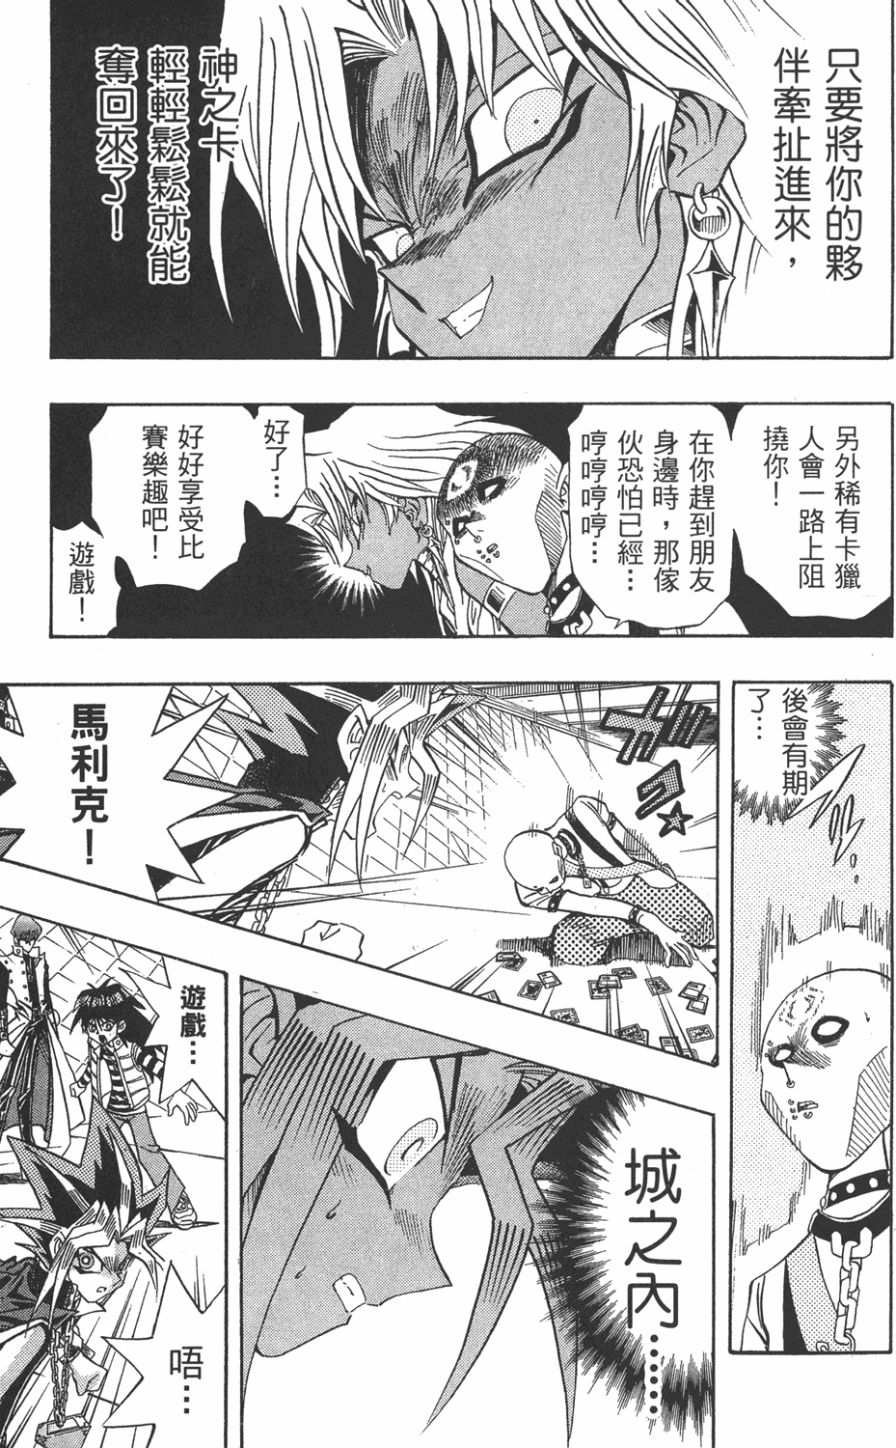 只要將你的夥
伴牽扯進來，
神之卡
輕輕鬆鬆就能
奪回來了！
另外稀有卡獵
人會一路上阻
撓你！
在你趕到朋友
身邊時，那傢
伙恐怕已經…
哼哼哼哼…
好了…
好好享受比
賽樂趣吧！
遊戲！
後會有期
了…
馬利克！
城之內……
遊戲…
唔…